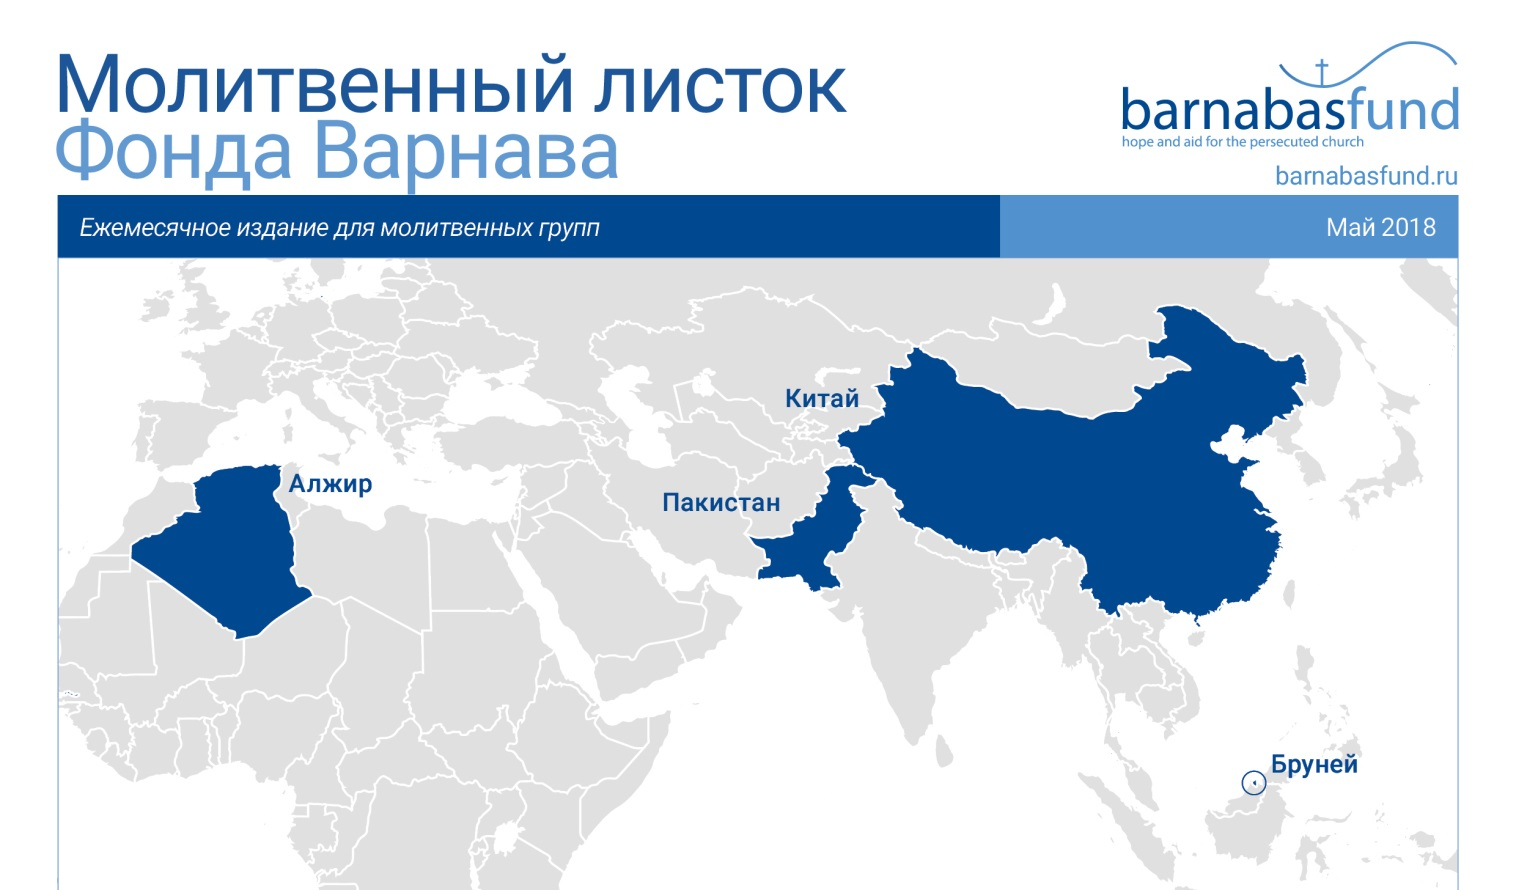 Молитвенный листок
Фонда Варнава
barnabasfund
hope and aid for the persecuted church
barnabasfund.ru
Ежемесячное издание для молитвенных групп
Май 2018
Китай
Алжир
Пакистан
Бруней